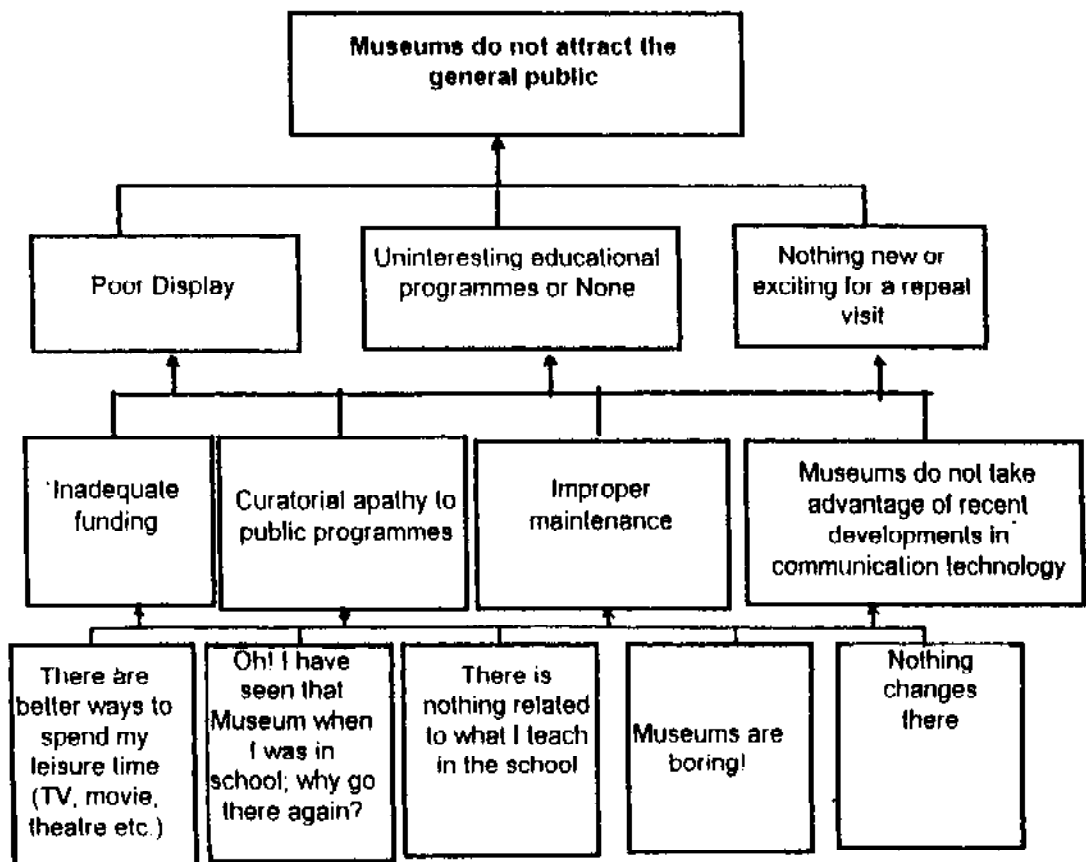 Museums do not attract the
general public
Poor Display
Uninteresting educational
programmes or None
Nothing new or
exciting for a repeal
visit
Inadequate
funding
Curatorial apathy to
public programmes
Improper
maintenance
Museums do not take
advantage of recent
developments in
communication technology
There are
better ways to
spend my
leisure time
(TV, movie,
theatre etc.)
Oh! I have
seen that
Museum when
I was in
school; why go
there again?
There is
nothing related
to what I teach
in the school
Museums are
boring!
Nothing
changes
there